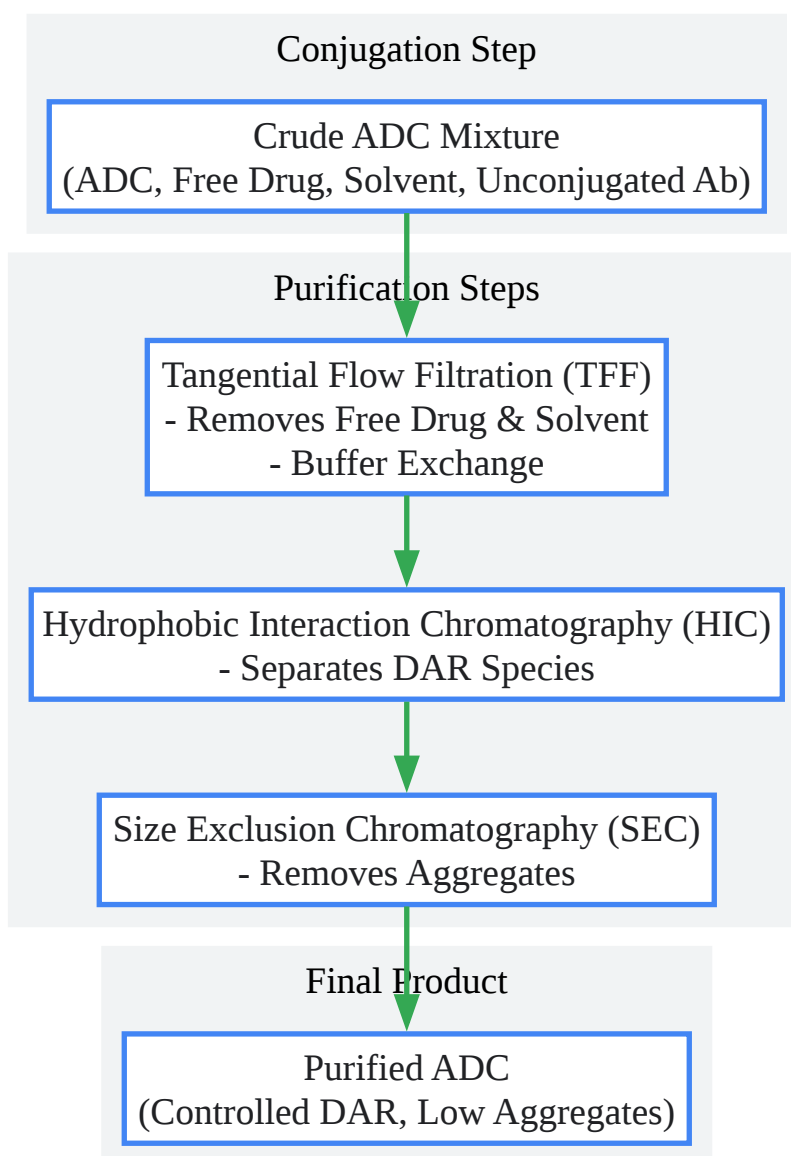 Conjugation Step
Crude ADC Mixture
(ADC, Free Drug, Solvent, Unconjugated Ab)
Purification Steps
Tangential Flow Filtration (TFF)
- Removes Free Drug & Solvent
- Buffer Exchange
Hydrophobic Interaction Chromatography (HIC)
- Separates DAR Species
Size Exclusion Chromatography (SEC)
- Removes Aggregates
Final Product
Purified ADC
(Controlled DAR, Low Aggregates)